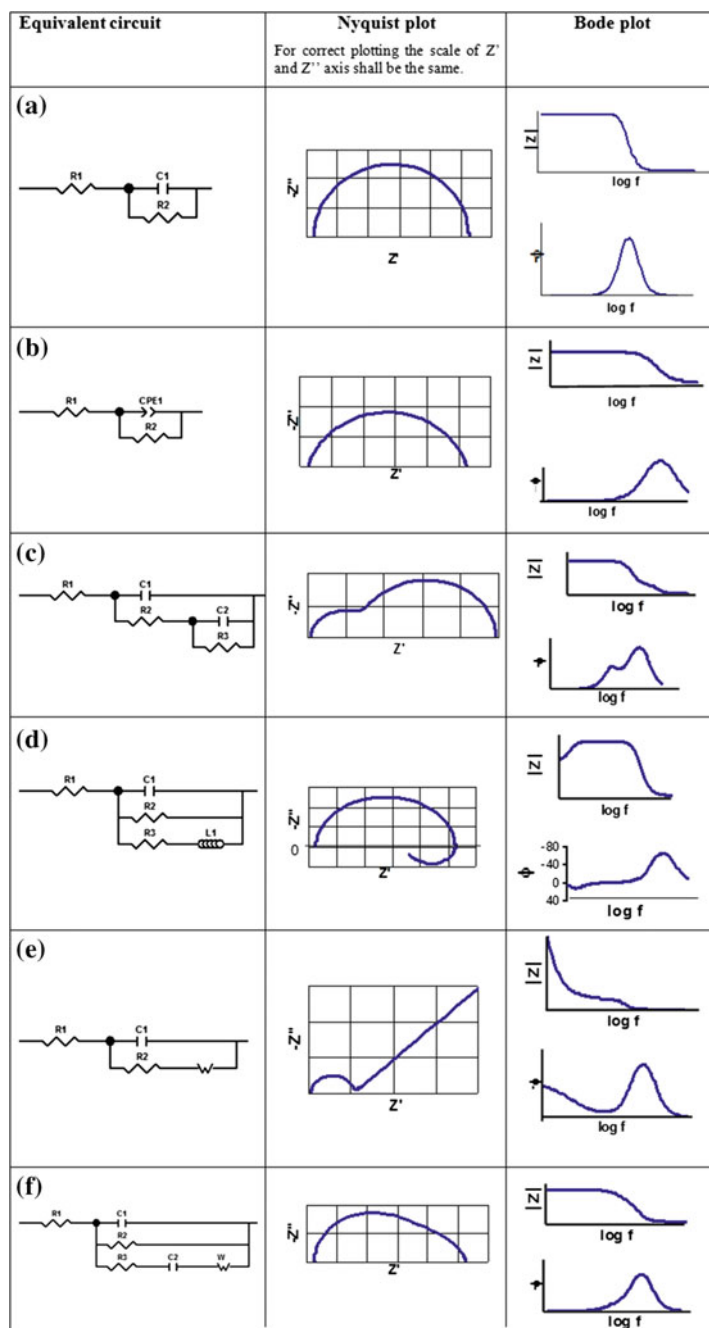 Equivalent circuit
Nyquist plot
For correct plotting the scale of Z'
and Z'' axis shall be the same.
Bode plot
(a)
R1
C1
R2
-Z''
Z'
|Z|
log f
ϕ
log f
(b)
R1
CPE1
R2
-Z''
Z'
|Z|
log f
ϕ
log f
(c)
R1
C1
R2
C2
R3
-Z''
Z'
|Z|
log f
ϕ
log f
(d)
R1
C1
R2
R3
L1
-Z''
0
Z'
|Z|
log f
ϕ
-80
-40
0
40
log f
(e)
R1
C1
R2
W
-Z''
Z'
|Z|
log f
ϕ
log f
(f)
R1
C1
R2
R3
C2
W
-Z''
Z'
|Z|
log f
ϕ
log f